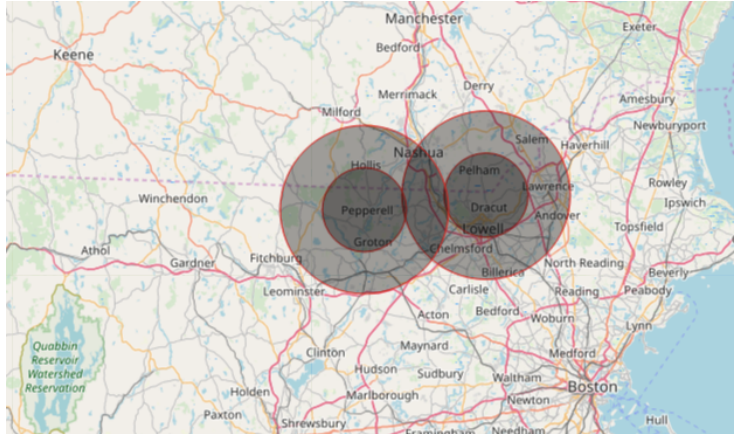 Manchester
Exeter
Keene
Bedford
Derry
Merrimack
Amesbury
Milford
Newburyport
Salem
Haverhill
Nashua
Hollis
Pelham
Lawrence
Rowley
Winchendon
Ipswich
Pepperell
Dracut
Andover
Topsfield
Lowell
Groton
Chelmsford
Athol
Gardner
Fitchburg
North Reading
Billerica
Beverly
Leominster
Carlisle
Reading
Peabody
Acton
Bedford
Woburn
Lynn
Quabbin
Reservoir
Watershed
Reservation
Maynard
Clinton
Medford
Hudson
Sudbury
Waltham
Boston
Holden
Marlborough
Newton
Paxton
Shrewsbury
Hull
Framingham
Needham